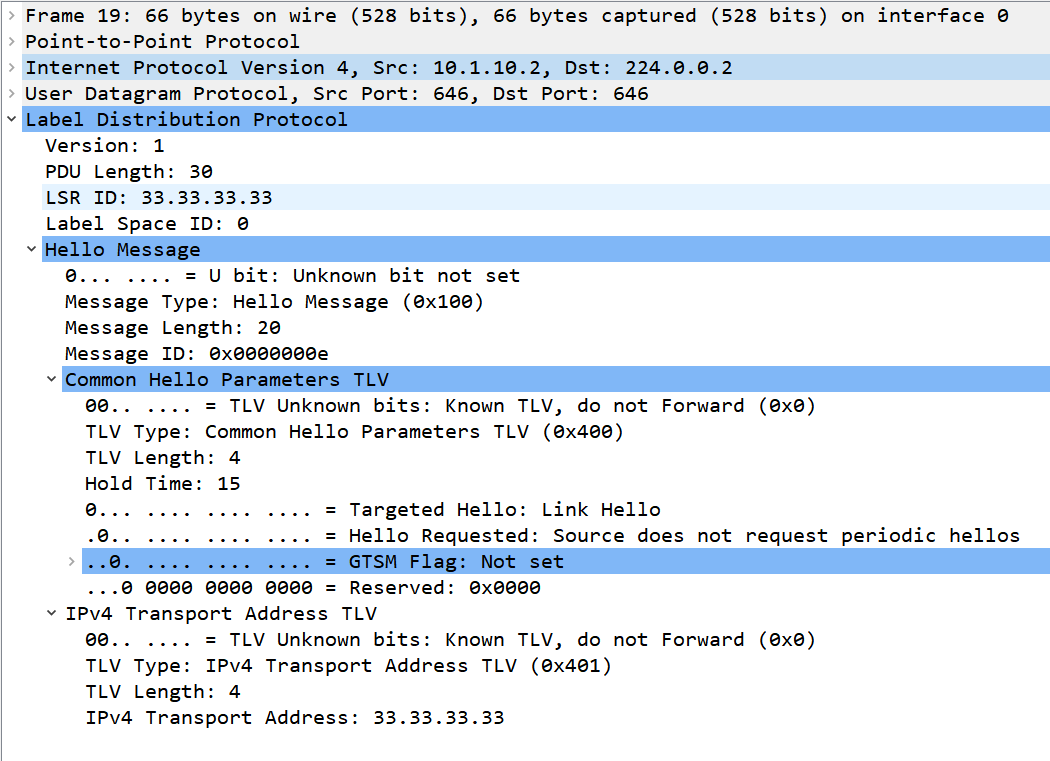 Frame 19: 66 bytes on wire (528 bits), 66 bytes captured (528 bits) on interface 0
Point-to-Point Protocol
Internet Protocol Version 4, Src: 10.1.10.2, Dst: 224.0.0.2
User Datagram Protocol, Src Port: 646, Dst Port: 646
Label Distribution Protocol
Version: 1
PDU Length: 30
LSR ID: 33.33.33.33
Label Space ID: 0
Hello Message
0... .... = U bit: Unknown bit not set
Message Type: Hello Message (0x100)
Message Length: 20
Message ID: 0x0000000e
Common Hello Parameters TLV
00.. .... = TLV Unknown bits: Known TLV, do not Forward (0x0)
TLV Type: Common Hello Parameters TLV (0x400)
TLV Length: 4
Hold Time: 15
0... .... .... .... = Targeted Hello: Link Hello
.0.. .... .... .... = Hello Requested: Source does not request periodic hellos
..0. .... .... .... = GTSM Flag: Not set
...0 0000 0000 0000 = Reserved: 0x0000
IPv4 Transport Address TLV
00.. .... = TLV Unknown bits: Known TLV, do not Forward (0x0)
TLV Type: IPv4 Transport Address TLV (0x401)
TLV Length: 4
IPv4 Transport Address: 33.33.33.33